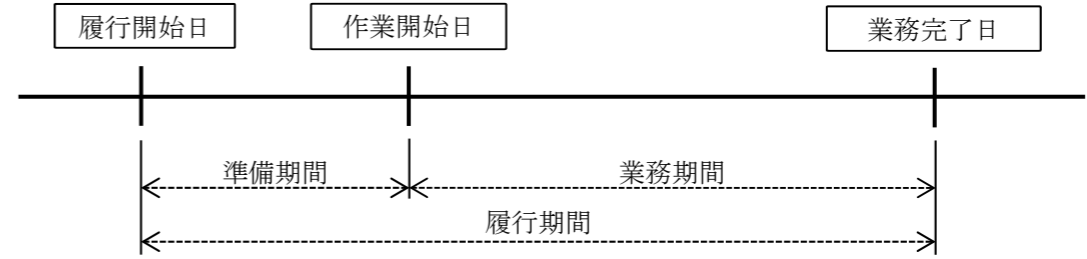 履行開始日
作業開始日
業務完了日
準備期間
業務期間
履行期間